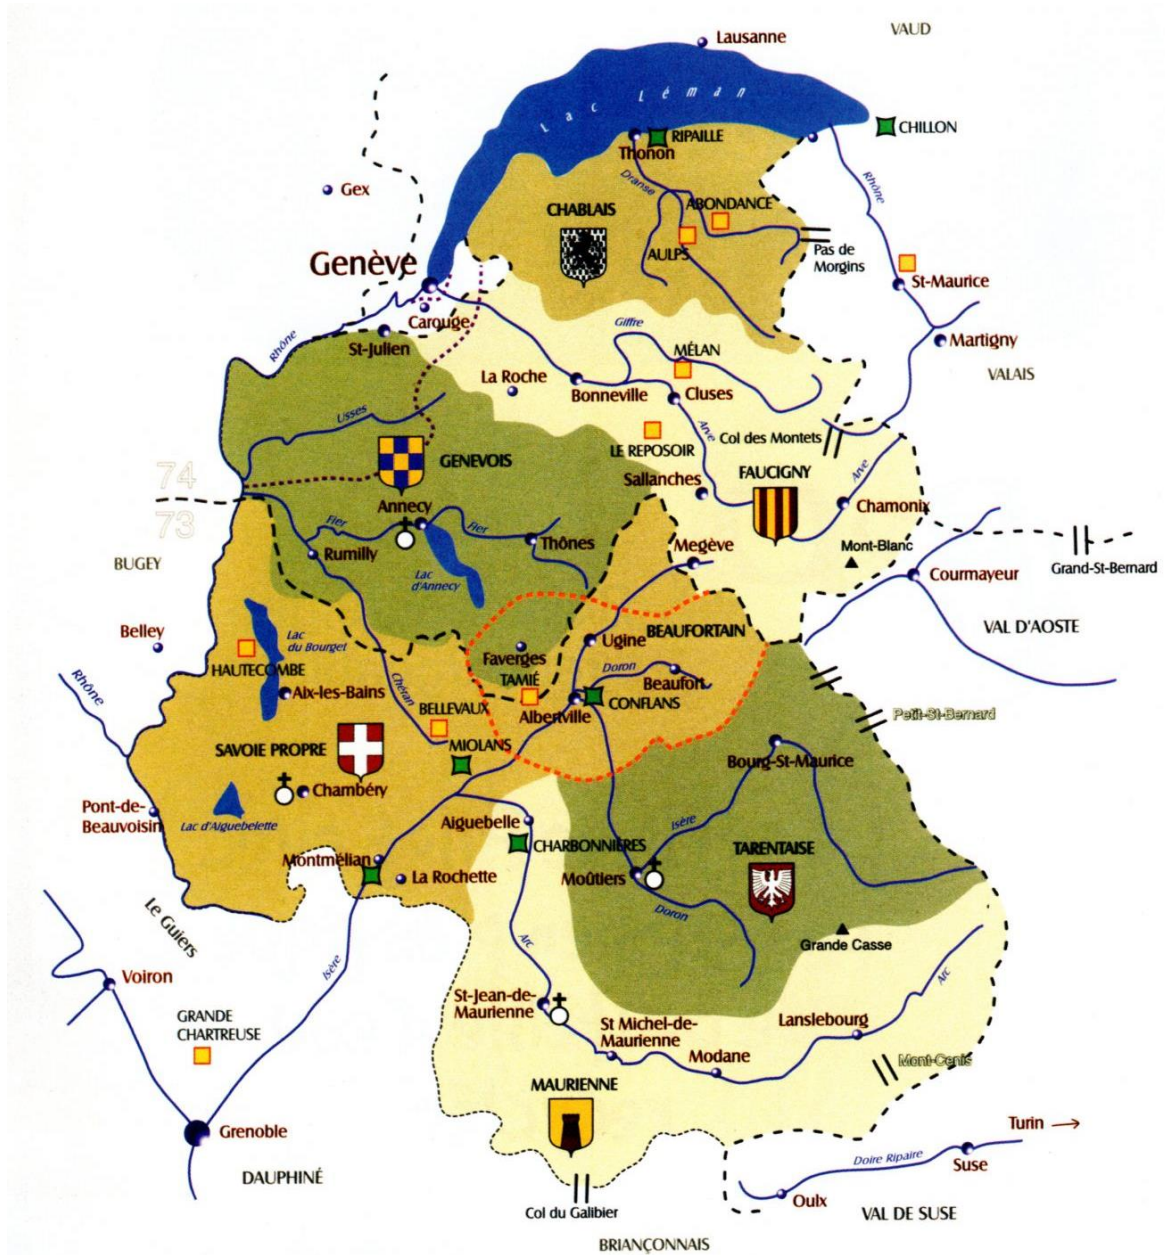 VAUD
Lausanne
Lac Léman
CHILLON
RIPAILLE
Thonon
Gex
Dranse
Rhône
ABONDANCE
CHABLAIS
AULPS
Pas de
Morgins
Genève
St-Maurice
Carouge
Rhône
St-Julien
Giffre
MÉLAN
Martigny
La Roche
VALAIS
Bonneville
Cluses
Usses
Arve
Col des Montets
LE REPOSOIR
GENEVOIS
FAUCIGNY
Arve
74
Sallanches
Annecy
Chamonix
73
Fier
Fier
Thônes
Megève
Mont-Blanc
Rumilly
BUGEY
Grand-St-Bernard
Courmayeur
Lac
d'Annecy
VAL D'AOSTE
Belley
Lac
du Bourget
Ugine
BEAUFORTAIN
HAUTECOMBE
Faverges
Doron
TAMIÉ
Beaufort
Rhône
Chéran
Aix-les-Bains
BELLEVAUX
Albertville
CONFLANS
Petit-St-Bernard
SAVOIE PROPRE
MIOLANS
Bourg-St-Maurice
Chambéry
Pont-de-
Beauvoisin
Lac d'Aiguebelette
Aiguebelle
Isère
CHARBONNIÈRES
TARENTAISE
Montmélian
La Rochette
Moûtiers
Doron
Le Guiers
Arc
Grande Casse
Isère
Arc
Voiron
St-Jean-de-
Maurienne
GRANDE
CHARTREUSE
St Michel-de-
Maurienne
Lanslebourg
Modane
Mont-Cenis
MAURIENNE
Grenoble
Turin
Doire Ripaire
Suse
DAUPHINÉ
Oulx
Col du Galibier
VAL DE SUSE
BRIANÇONNAIS